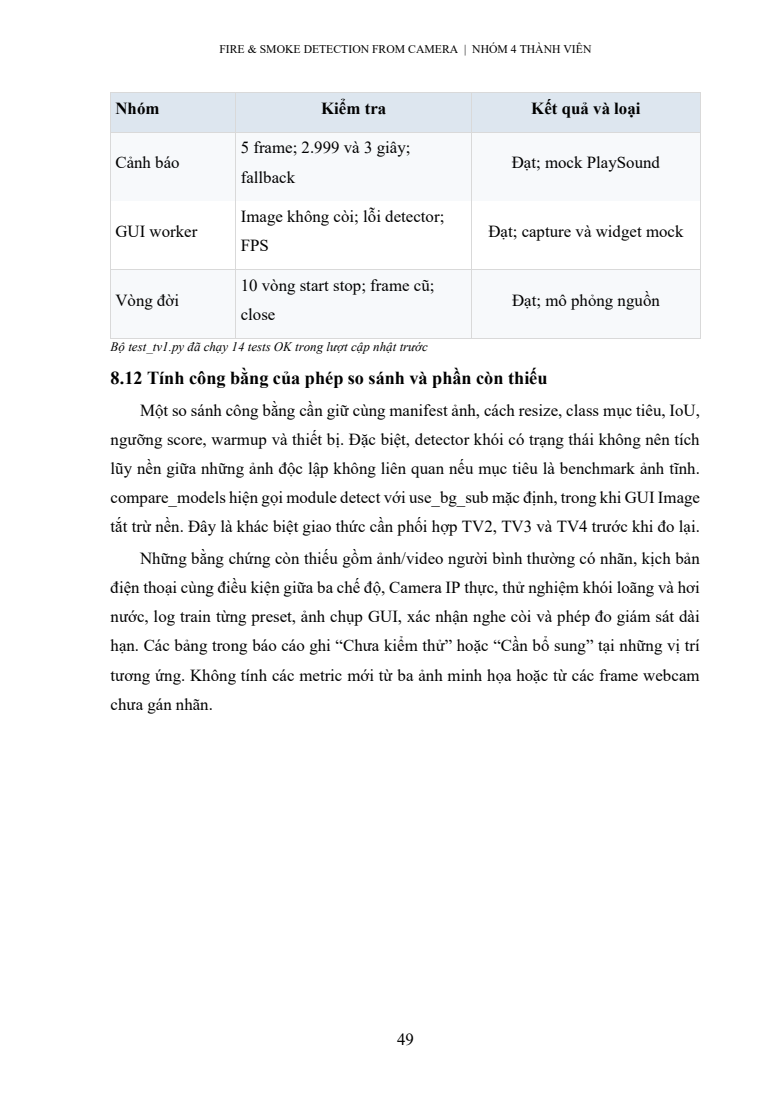 FIRE & SMOKE DETECTION FROM CAMERA | NHÓM 4 THÀNH VIÊN
Nhóm Kiểm tra Kết quả và loại
Cảnh báo 5 frame; 2.999 và 3 giây; fallback Đạt; mock PlaySound
GUI worker Image không còi; lỗi detector; FPS Đạt; capture và widget mock
Vòng đời 10 vòng start stop; frame cũ; close Đạt; mô phỏng nguồn
Bộ test_tv1.py đã chạy 14 tests OK trong lượt cập nhật trước
8.12 Tính công bằng của phép so sánh và phần còn thiếu
Một so sánh công bằng cần giữ cùng manifest ảnh, cách resize, class mục tiêu, IoU,
ngưỡng score, warmup và thiết bị. Đặc biệt, detector khói có trạng thái không nên tích
lũy nền giữa những ảnh độc lập không liên quan nếu mục tiêu là benchmark ảnh tĩnh.
compare_models hiện gọi module detect với use_bg_sub mặc định, trong khi GUI Image
tắt trừ nền. Đây là khác biệt giao thức cần phối hợp TV2, TV3 và TV4 trước khi đo lại.
Những bằng chứng còn thiếu gồm ảnh/video người bình thường có nhãn, kịch bản
điện thoại cùng điều kiện giữa ba chế độ, Camera IP thực, thử nghiệm khói loãng và hơi
nước, log train từng preset, ảnh chụp GUI, xác nhận nghe còi và phép đo giám sát dài
hạn. Các bảng trong báo cáo ghi “Chưa kiểm thử” hoặc “Cần bổ sung” tại những vị trí
tương ứng. Không tính các metric mới từ ba ảnh minh họa hoặc từ các frame webcam
chưa gán nhãn.
49